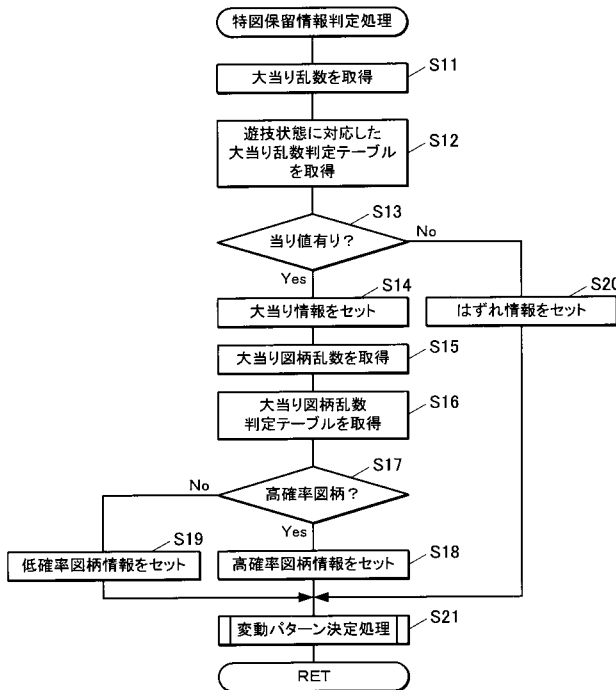 特図保留情報判定処理
大当り乱数を取得
S11
遊技状態に対応した
大当り乱数判定テーブル
を取得
S12
当り値有り？
S13
No
Yes
大当り情報をセット
S14
はずれ情報をセット
S20
大当り図柄乱数を取得
S15
大当り図柄乱数
判定テーブルを取得
S16
高確率図柄？
S17
No
Yes
低確率図柄情報をセット
S19
高確率図柄情報をセット
S18
変動パターン決定処理
S21
RET